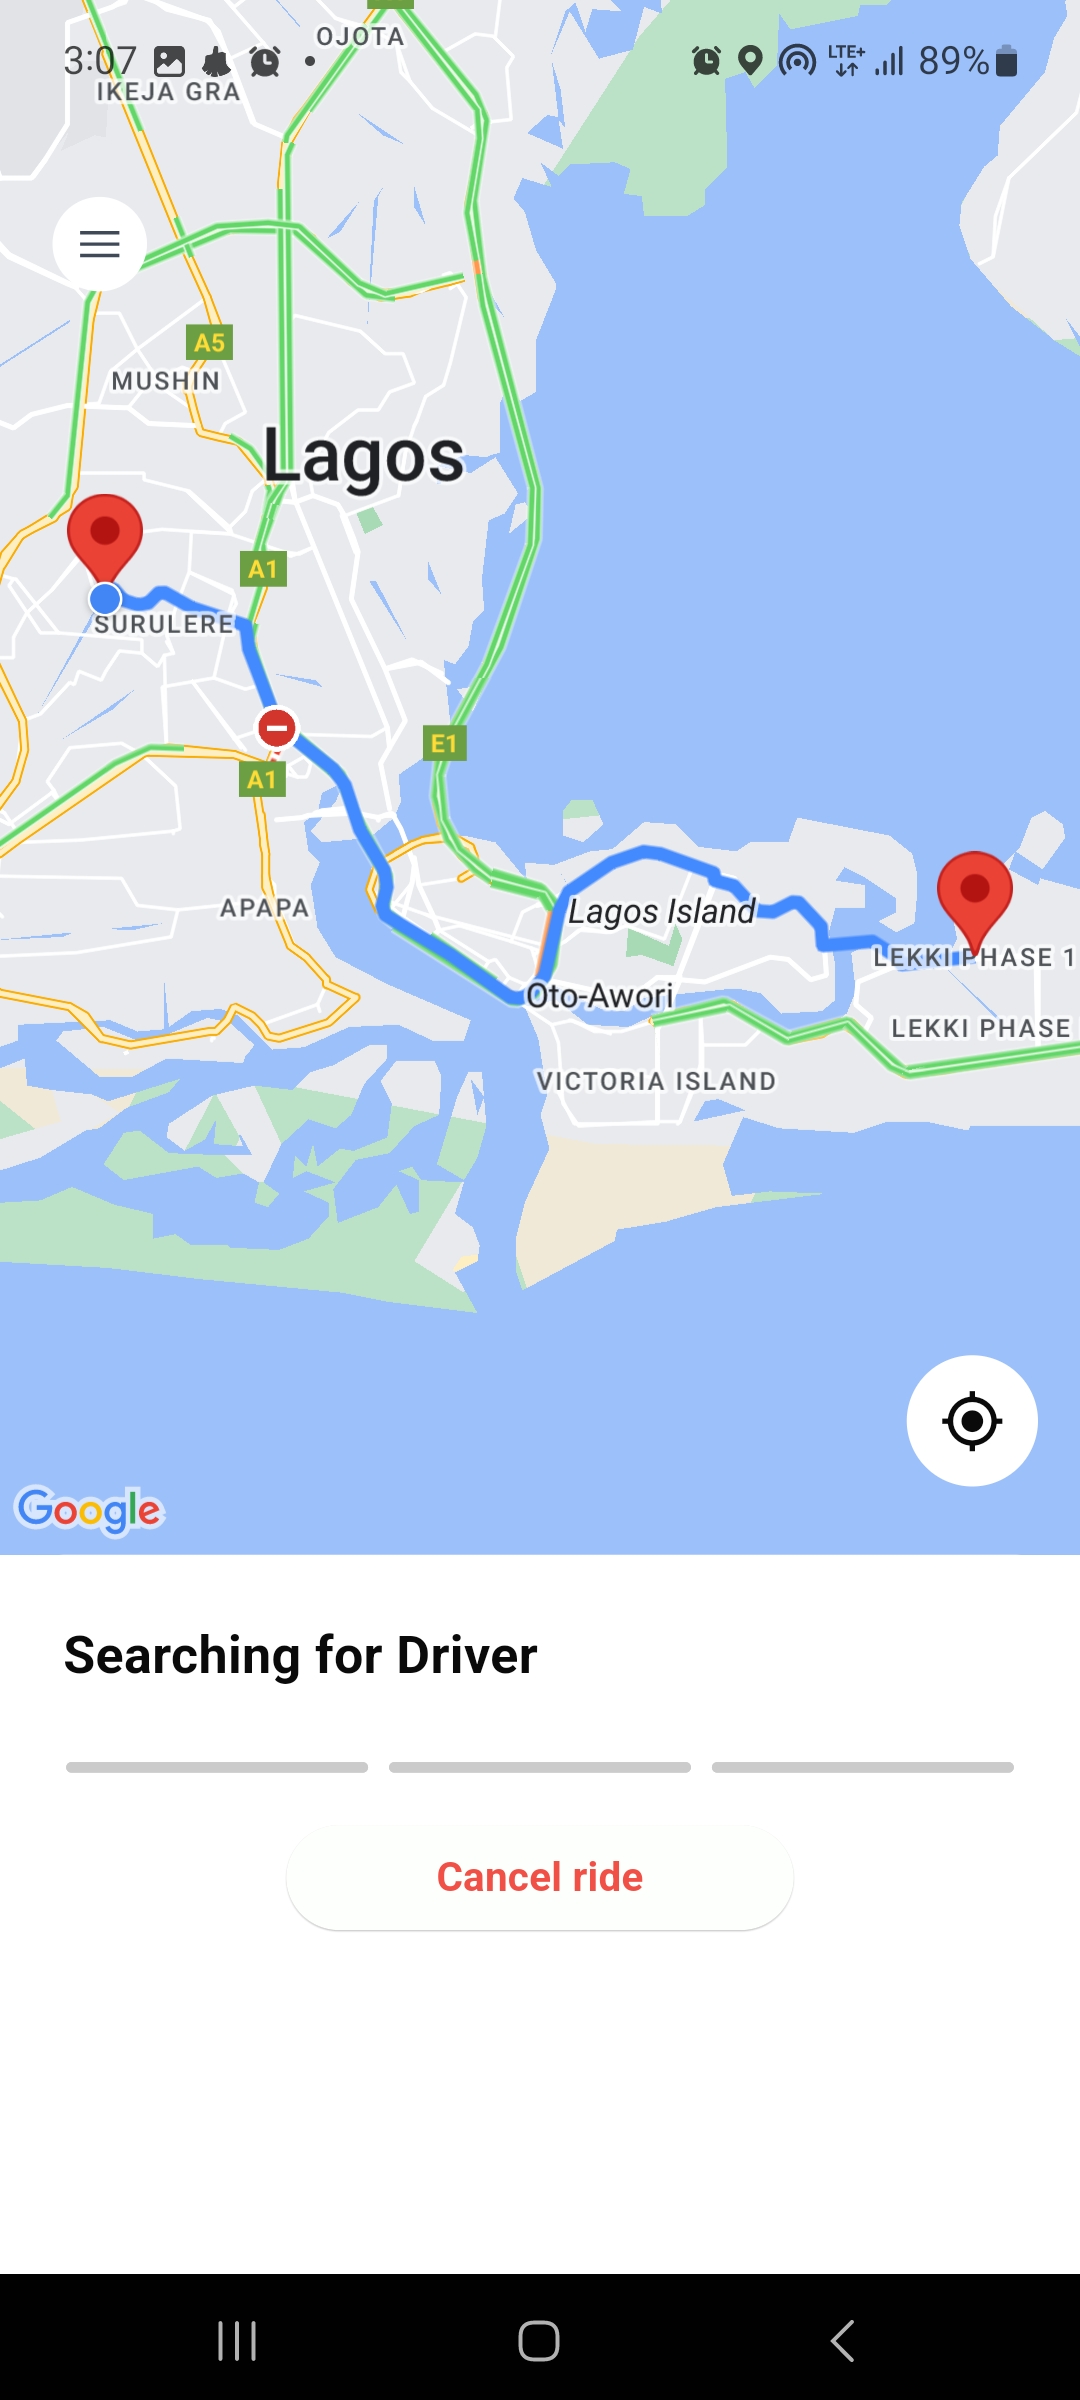 OJOTA
3:07
LTE+
89%
IKEJA GRA
A5
MUSHIN
Lagos
A1
SURULERE
E1
A1
APAPA
Lagos Island
LEKKI PHASE 1
Oto-Awori
LEKKI PHASE
VICTORIA ISLAND
Google
Searching for Driver
Cancel ride